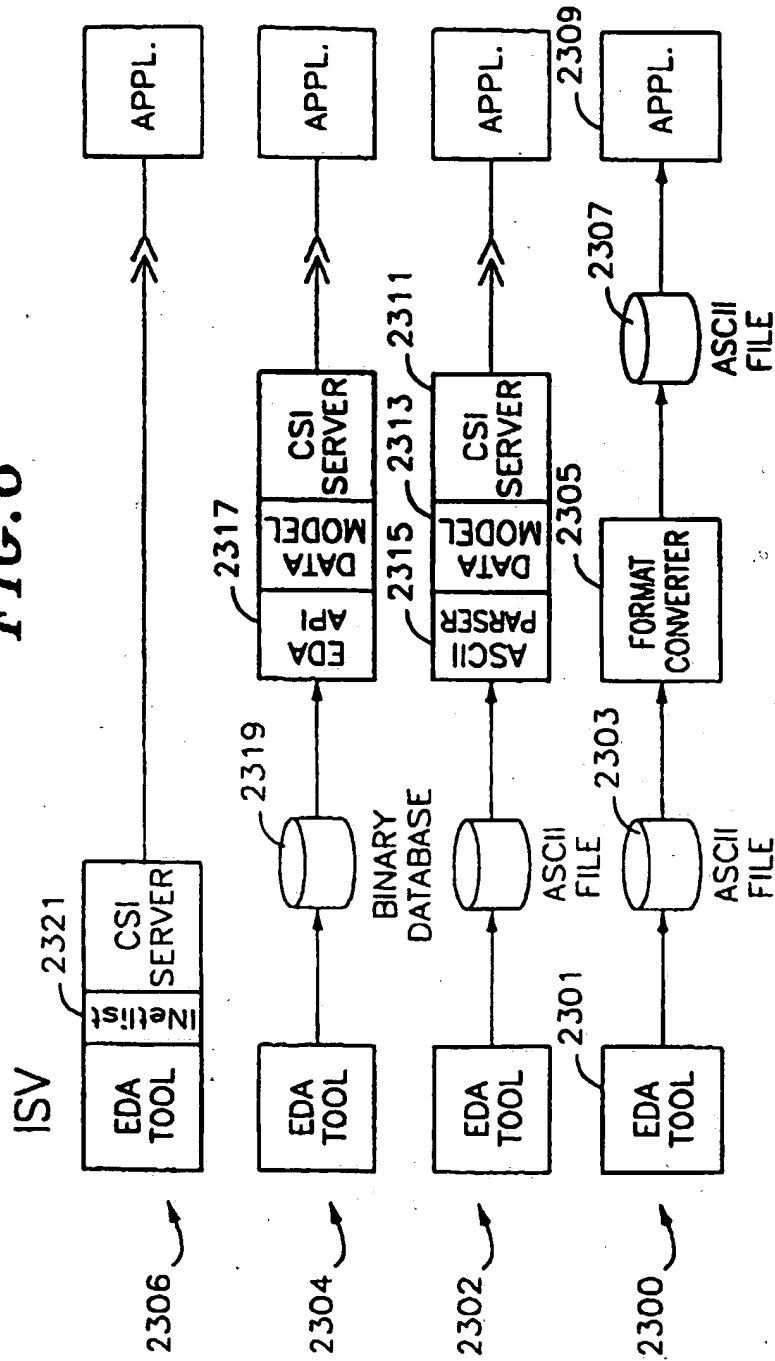 FIG.
ISV
2321
EDA
TOOL
INetlist
CSI
SERVER
APPL.
2306
2319
2317
EDA
TOOL
BINARY
DATABASE
EDA
API
DATA
MODEL
CSI
SERVER
APPL.
2304
2315
2313
2311
EDA
TOOL
ASCII
FILE
ASCII
PARSER
DATA
MODEL
CSI
SERVER
APPL.
2302
2301
2303
2305
2307
2309
EDA
TOOL
ASCII
FILE
FORMAT
CONVERTER
ASCII
FILE
APPL.
2300